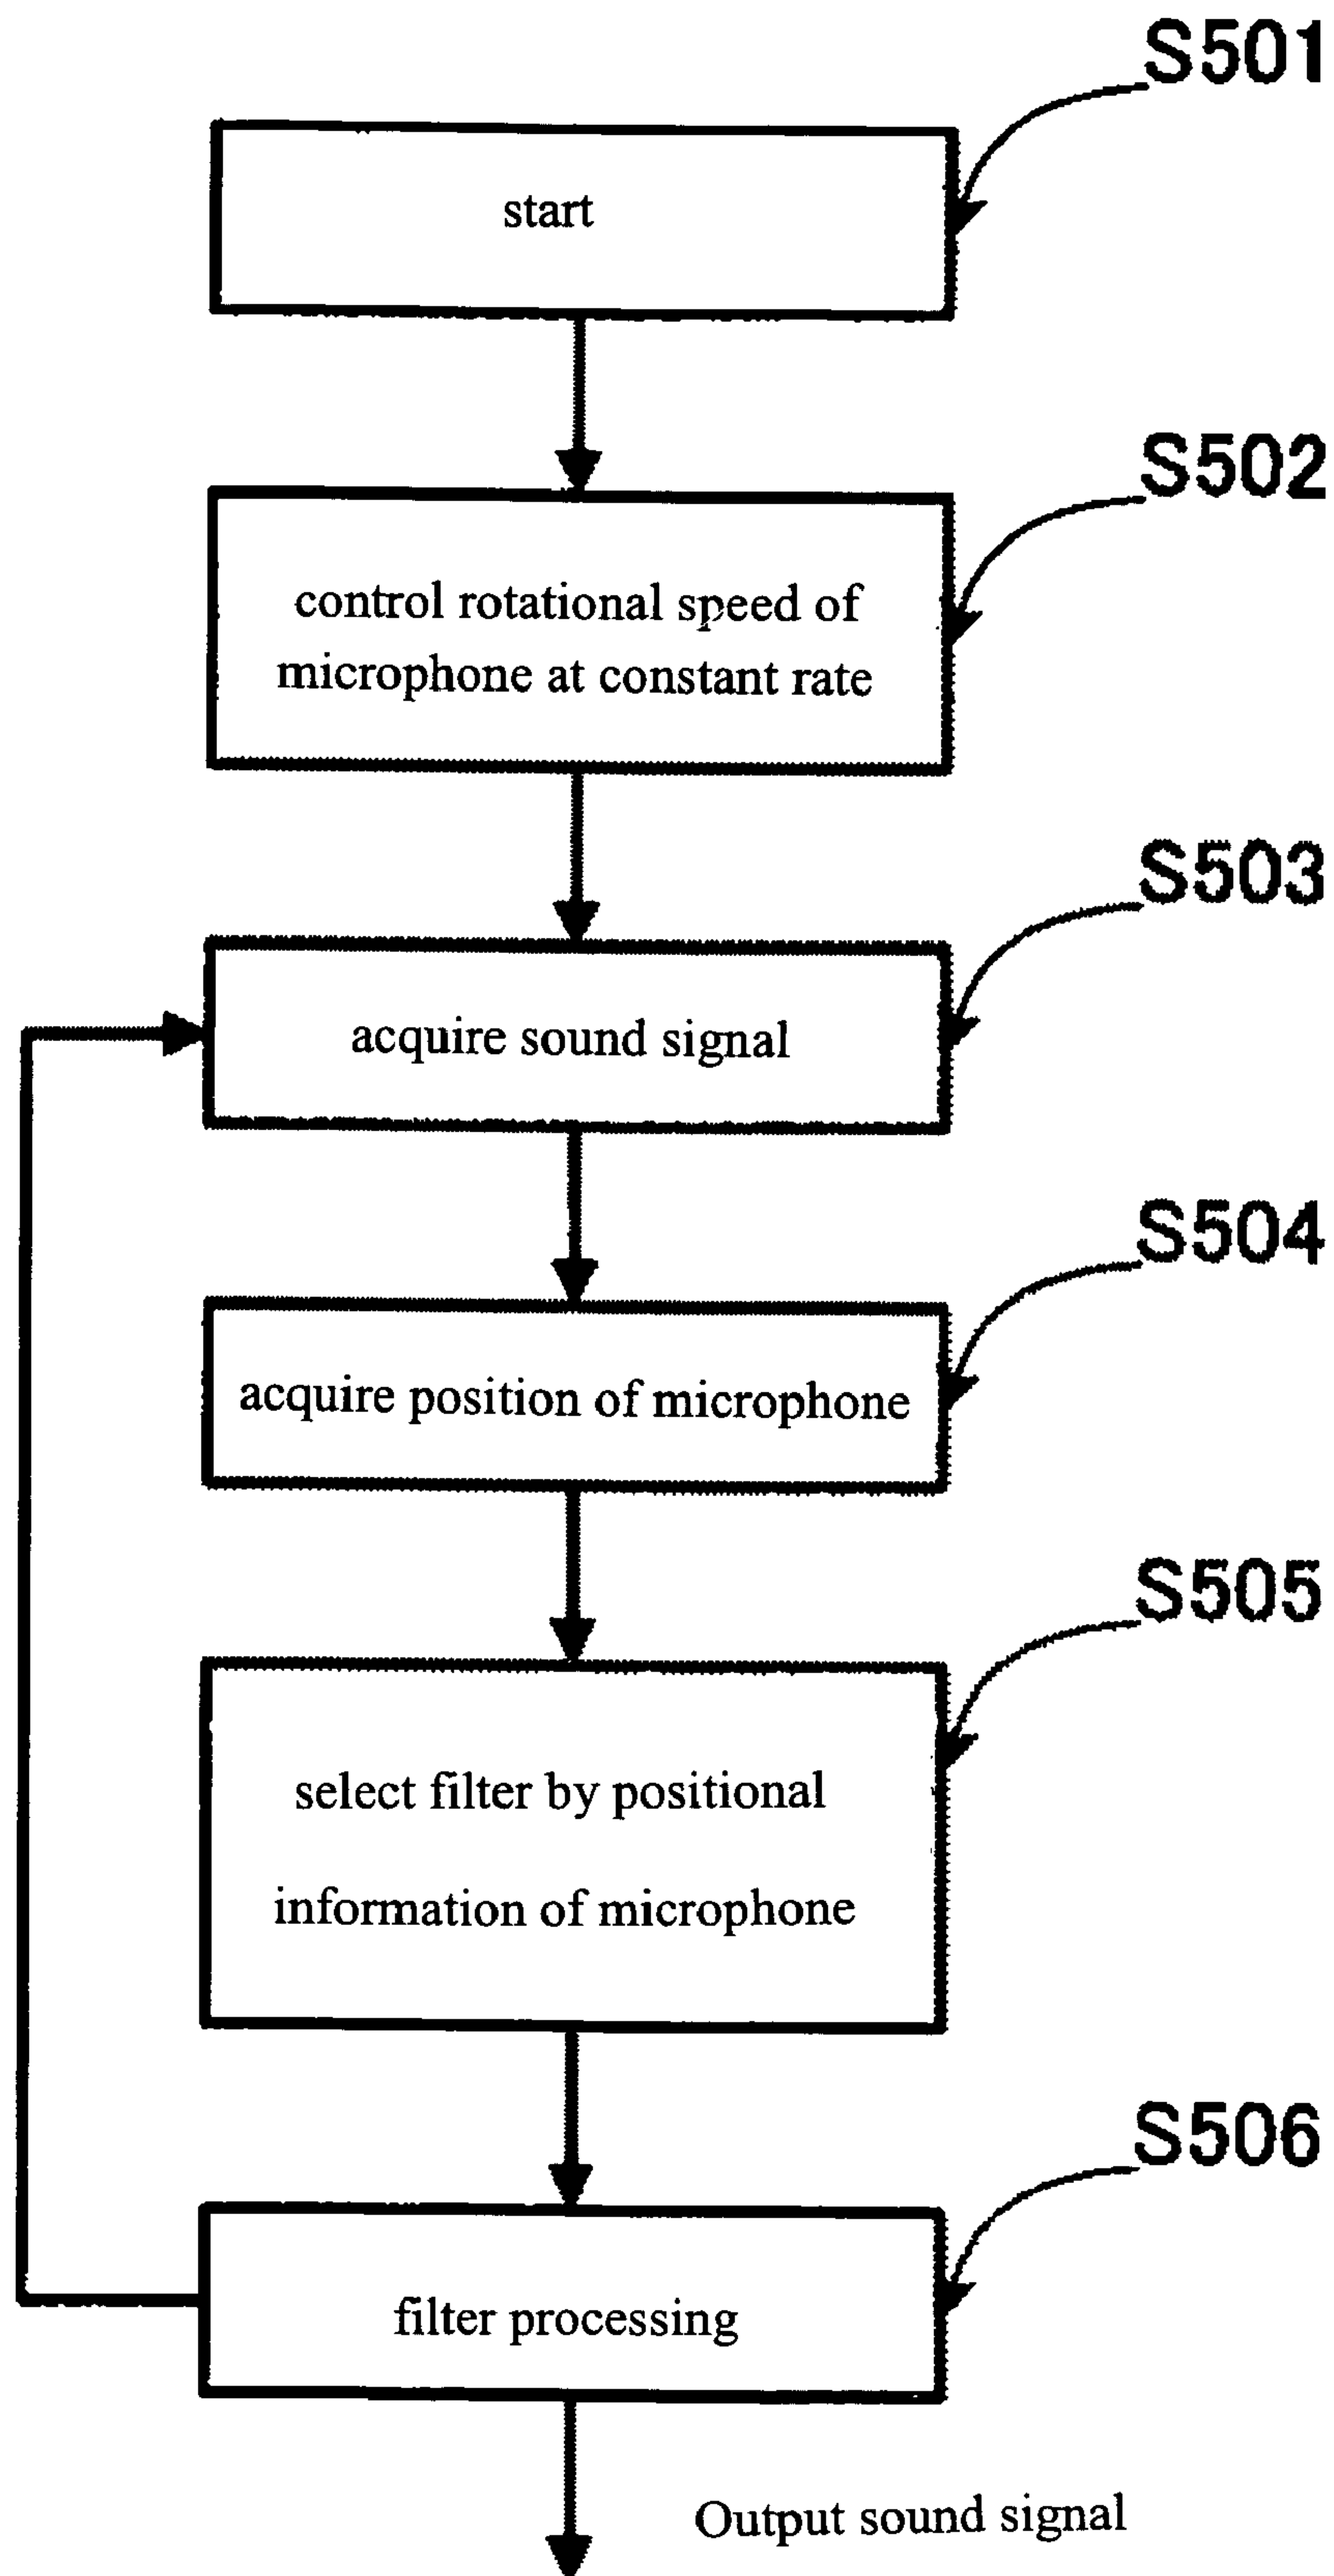 S501
start
S502
control rotational speed of
microphone at constant rate
S503
acquire sound signal
S504
acquire position of microphone
S505
select filter by positional
information of microphone
S506
filter processing
Output sound signal